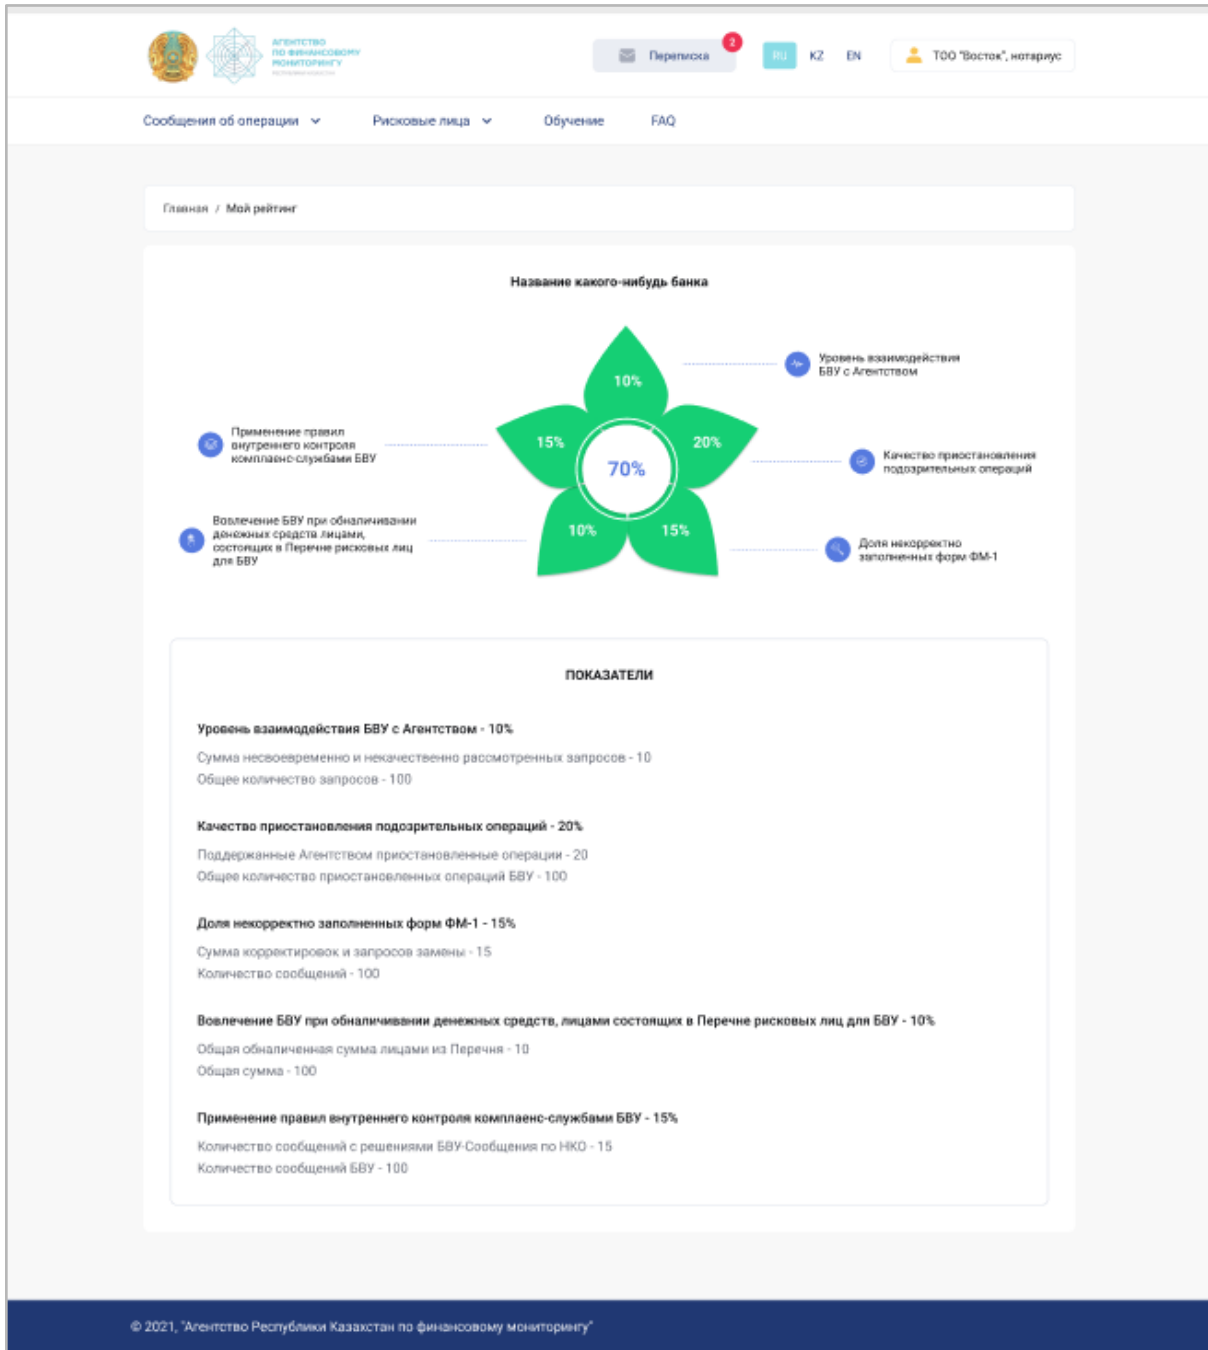 АГЕНТСТВО
ПО ФИНАНСОВОМУ
МОНИТОРИНГУ
РЕСПУБЛИКИ КАЗАХСТАН
Переписка
2
RU
KZ
EN
ТОО "Восток", нотариус
Сообщения об операции
Рисковые лица
Обучение
FAQ
Главная / Мой рейтинг
Название какого-нибудь банка
10%
15%
20%
70%
10%
15%
Уровень взаимодействия
БВУ с Агентством
Применение правил
внутреннего контроля
комплаенс-службами БВУ
Качество приостановления
подозрительных операций
Вовлечение БВУ при обналичивании
денежных средств лицами,
состоящих в Перечне рисковых лиц
для БВУ
Доля некорректно
заполненных форм ФМ-1
ПОКАЗАТЕЛИ
Уровень взаимодействия БВУ с Агентством - 10%
Сумма несвоевременно и некачественно рассмотренных запросов - 10
Общее количество запросов - 100
Качество приостановления подозрительных операций - 20%
Поддержанные Агентством приостановленные операции - 20
Общее количество приостановленных операций БВУ - 100
Доля некорректно заполненных форм ФМ-1 - 15%
Сумма корректировок и запросов замены - 15
Количество сообщений - 100
Вовлечение БВУ при обналичивании денежных средств, лицами состоящих в Перечне рисковых лиц для БВУ - 10%
Общая обналиченная сумма лицами из Перечня - 10
Общая сумма - 100
Применение правил внутреннего контроля комплаенс-службами БВУ - 15%
Количество сообщений с решениями БВУ-Сообщения по НКО - 15
Количество сообщений БВУ - 100
© 2021, "Агентство Республики Казахстан по финансовому мониторингу"